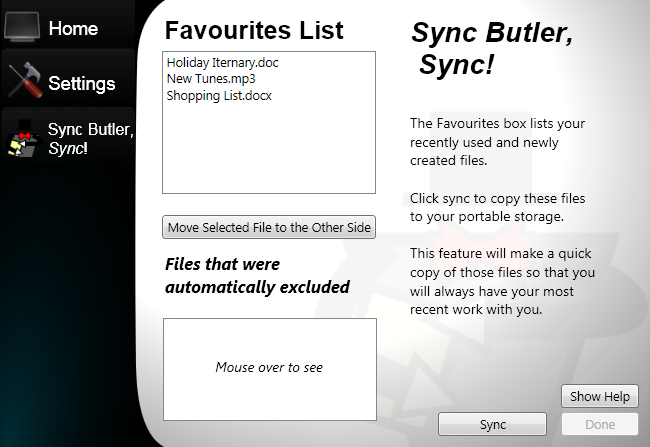 Home
Settings
Sync Butler,
Sync!
Favourites List
Holiday Iternary.doc
New Tunes.mp3
Shopping List.docx
Move Selected File to the Other Side
Files that were
automatically excluded
Mouse over to see
Sync Butler,
Sync!
The Favourites box lists your
recently used and newly
created files.
Click sync to copy these files
to your portable storage.
This feature will make a quick
copy of those files so that you
will always have your most
recent work with you.
Show Help
Sync
Done